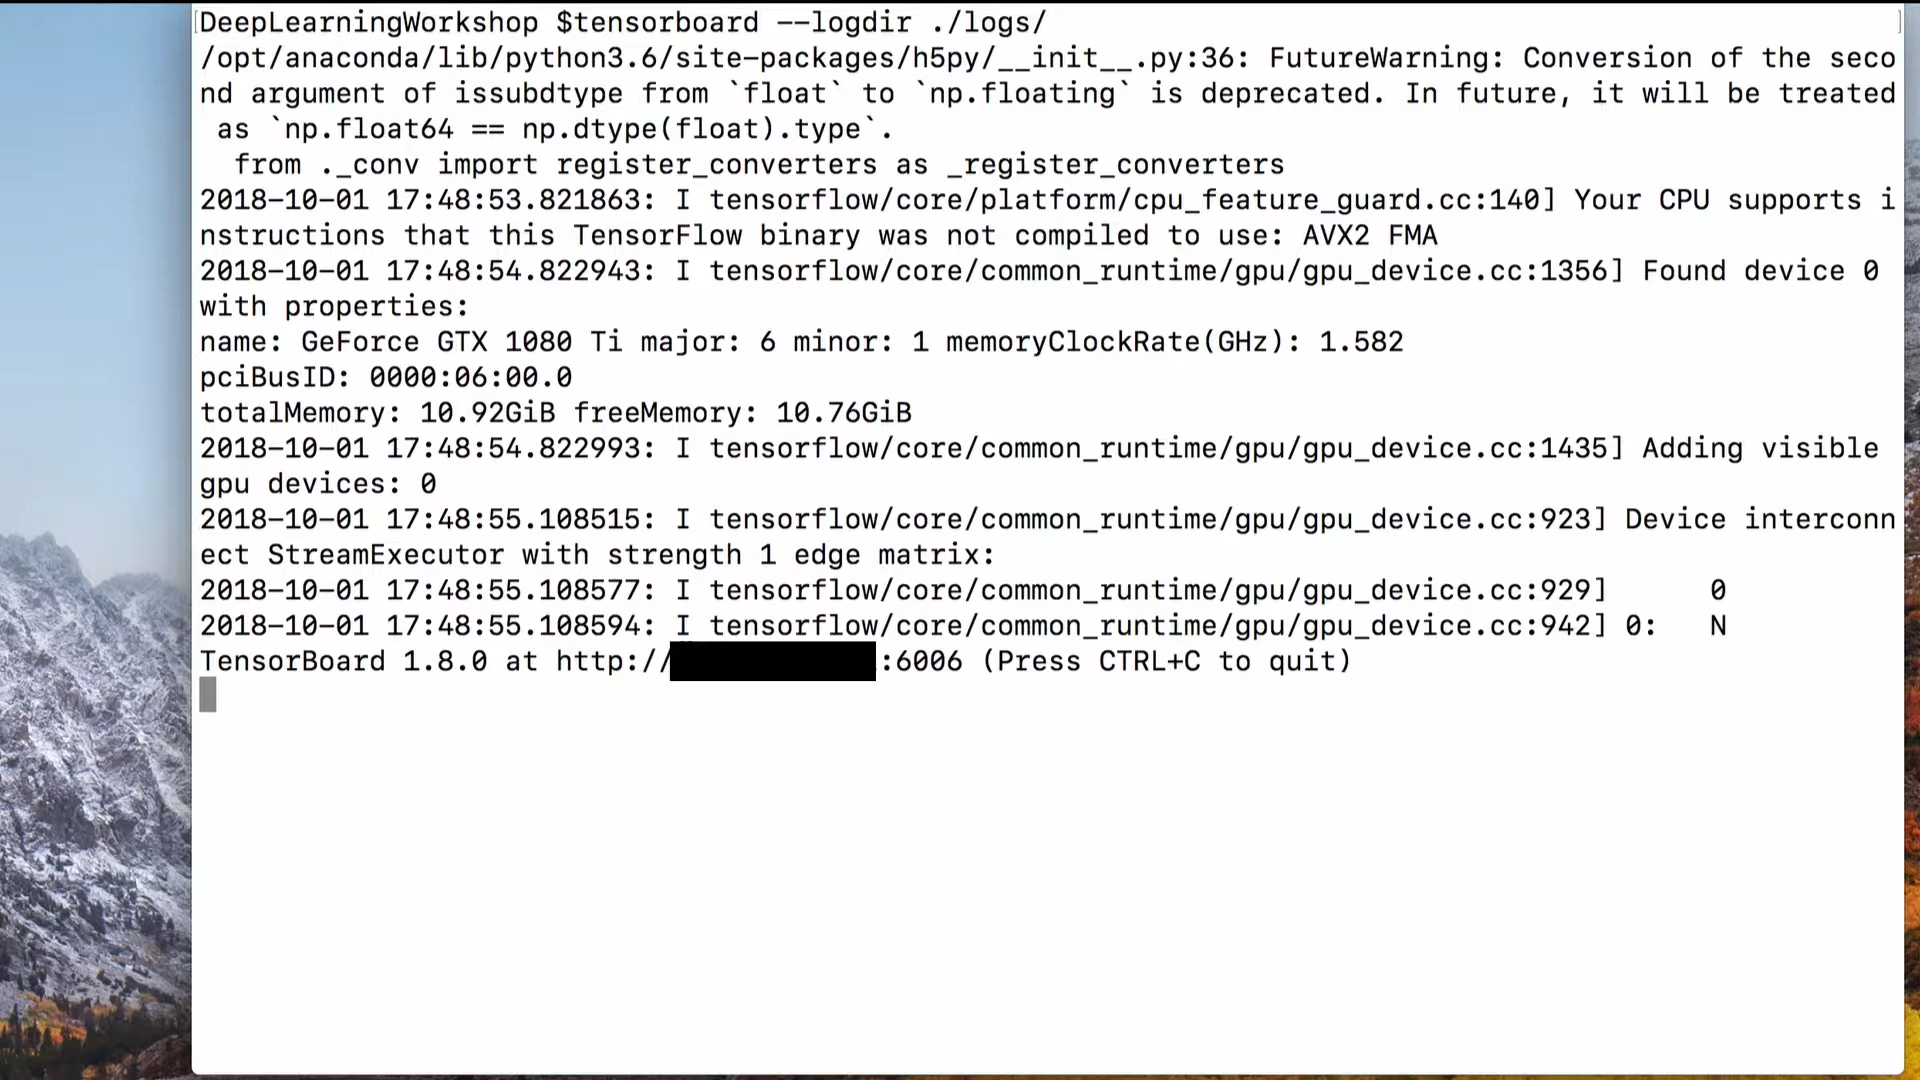 DeepLearningWorkshop $tensorboard --logdir ./logs/
/opt/anaconda/lib/python3.6/site-packages/h5py/__init__.py:36: FutureWarning: Conversion of the seco
nd argument of issubdtype from `float` to `np.floating` is deprecated. In future, it will be treated
 as `np.float64 == np.dtype(float).type`.
  from ._conv import register_converters as _register_converters
2018-10-01 17:48:53.821863: I tensorflow/core/platform/cpu_feature_guard.cc:140] Your CPU supports i
nstructions that this TensorFlow binary was not compiled to use: AVX2 FMA
2018-10-01 17:48:54.822943: I tensorflow/core/common_runtime/gpu/gpu_device.cc:1356] Found device 0
with properties:
name: GeForce GTX 1080 Ti major: 6 minor: 1 memoryClockRate(GHz): 1.582
pciBusID: 0000:06:00.0
totalMemory: 10.92GiB freeMemory: 10.76GiB
2018-10-01 17:48:54.822993: I tensorflow/core/common_runtime/gpu/gpu_device.cc:1435] Adding visible
gpu devices: 0
2018-10-01 17:48:55.108515: I tensorflow/core/common_runtime/gpu/gpu_device.cc:923] Device interconn
ect StreamExecutor with strength 1 edge matrix:
2018-10-01 17:48:55.108577: I tensorflow/core/common_runtime/gpu/gpu_device.cc:929]      0
2018-10-01 17:48:55.108594: I tensorflow/core/common_runtime/gpu/gpu_device.cc:942] 0:   N
TensorBoard 1.8.0 at http://:6006 (Press CTRL+C to quit)